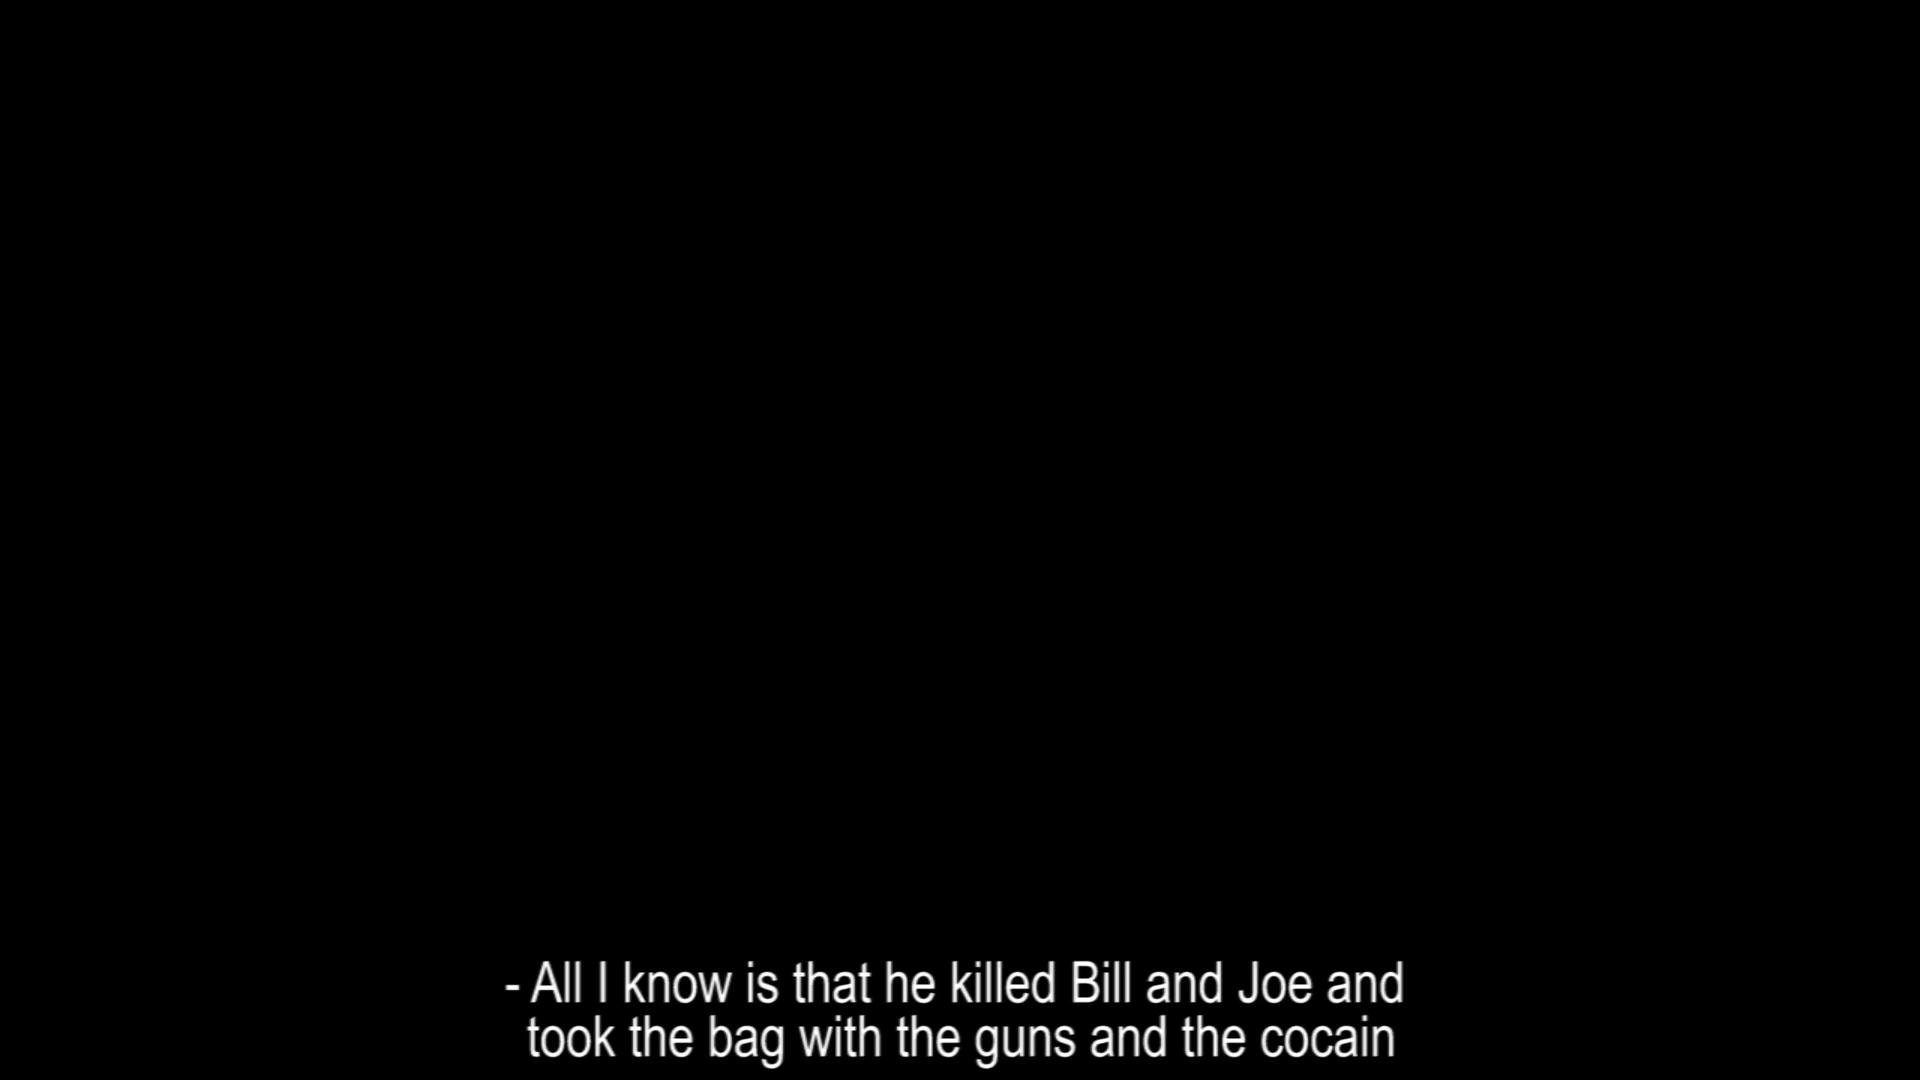 - All I know is that he killed Bill and Joe and
took the bag with the guns and the cocain